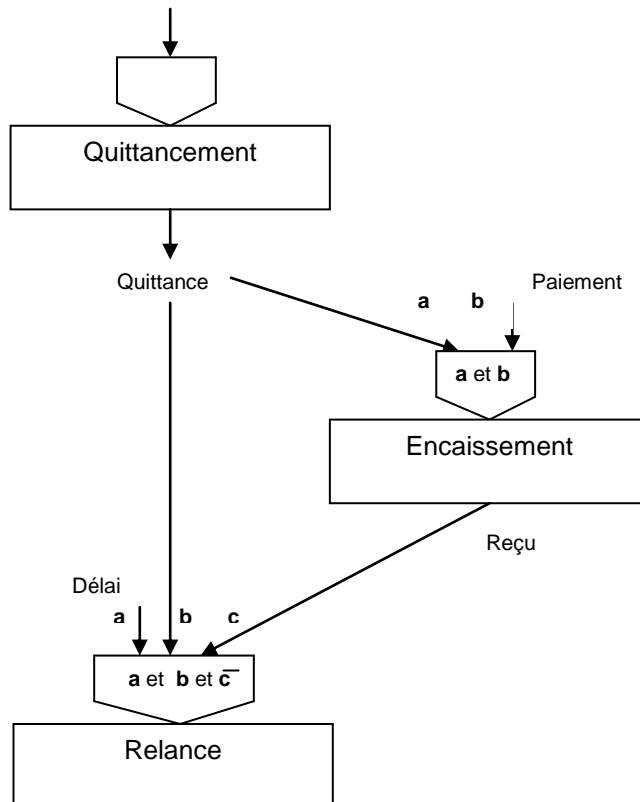 Quittancement
Quittance
Paiement
a b
a et b
Encaissement
Reçu
Délai
a b c
a et b et c̅
Relance